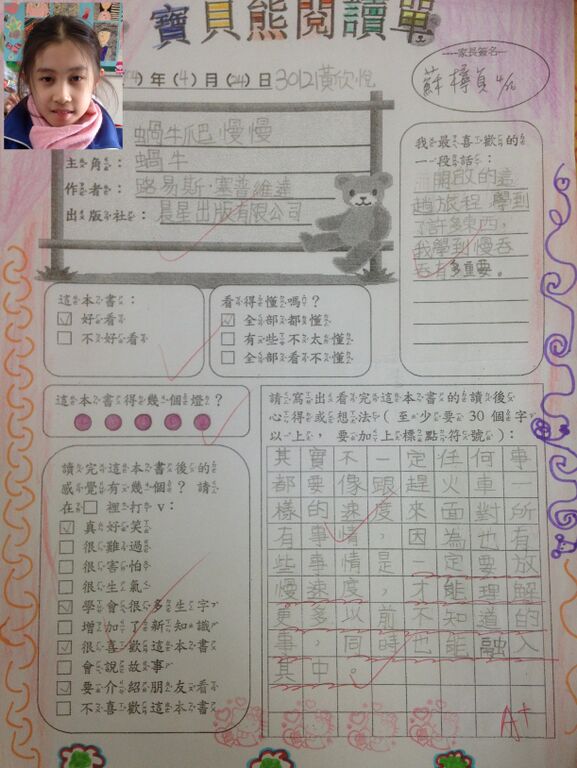 寶貝熊閱讀單
家長簽名
)年(4)月(24)日3012黃欣悅
蝸牛爬慢慢
主角：蝸牛
作者：路易斯·塞普維達
出版社：晨星出版有限公司
我最喜歡的
一段話：
開啟的這
趟旅程 學到
了許多東西，
我學到慢吞
吞有多重要。
這本書：
好看
不好看
看得懂嗎？
全部都懂
有些不太懂
全部看不懂
這本書得幾個燈？
讀完這本書後的
感覺有幾個？請
在□裡打v：
真好笑
很難過
很害怕
很生氣
學會很多生字
增加了新知識
很喜歡這本書
會說故事
要介紹朋友看
不喜歡這本書
請寫出看完這本書的讀後
心得或想法(至少要30個字
以上，要加上標點符號)：
其實不一定任何事
都要像跟趕火車一
樣的速度來面對所
有事情，因為也有
些事情是一定要放
慢速度，才能理解
更多以前不知道的
事，同時也能融入
其中。
A+